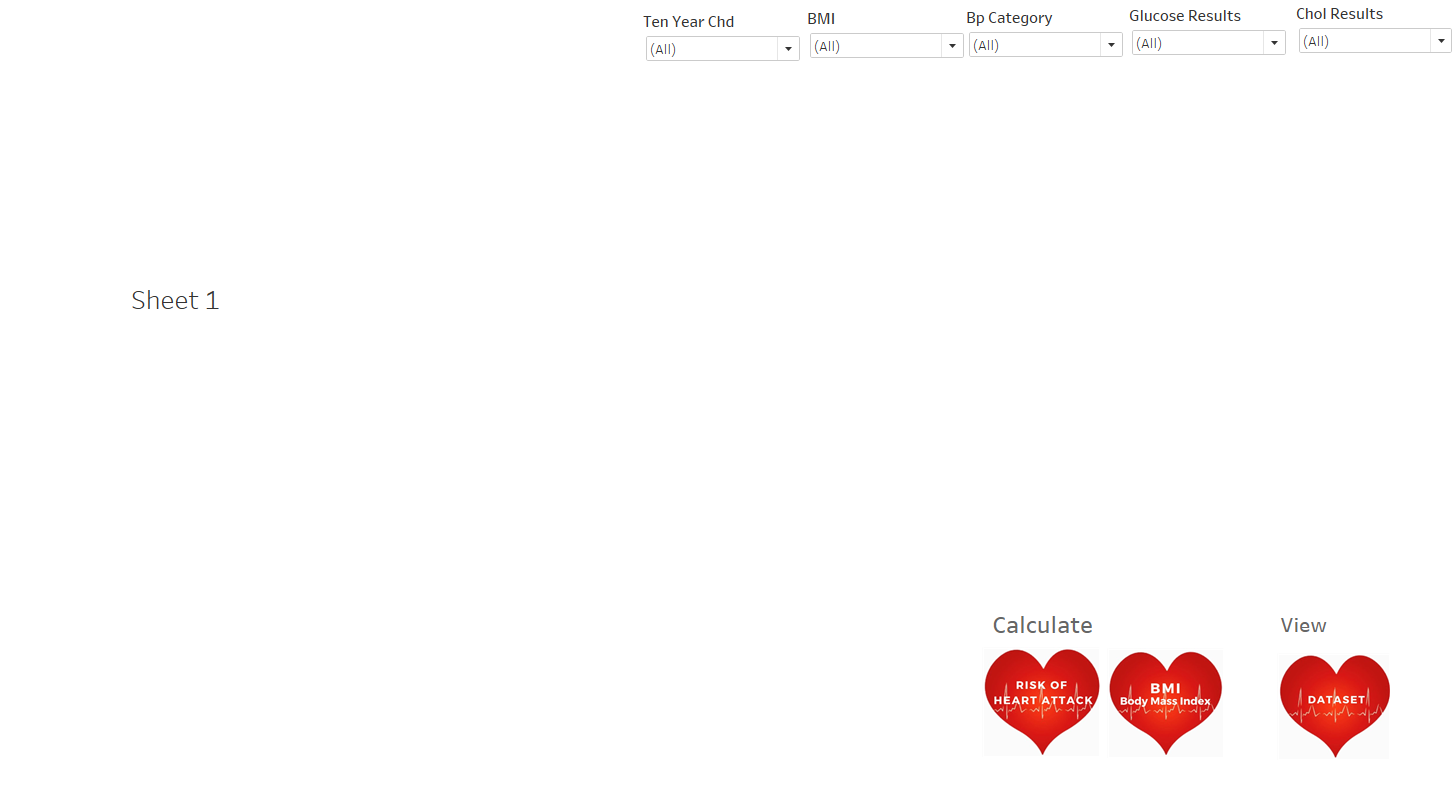 Ten Year Chd
BMI
Bp Category
Glucose Results
Chol Results
(All)
(All)
(All)
(All)
(All)
Sheet 1
Calculate
View
RISK OF
HEART ATTACK
BMI
Body Mass Index
DATASET